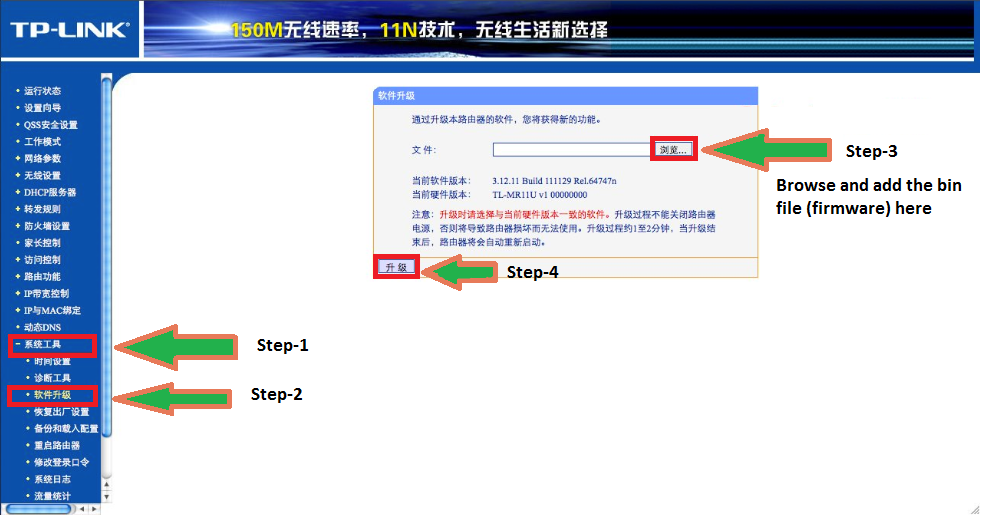 TP-LINK®
150M无线速率，11N技术，无线生活新选择
运行状态
设置向导
QSS安全设置
工作模式
网络参数
无线设置
DHCP服务器
转发规则
防火墙设置
家长控制
访问控制
路由功能
IP带宽控制
IP与MAC绑定
动态DNS
系统工具
时间设置
诊断工具
软件升级
恢复出厂设置
备份和载入配置
重启路由器
修改登录口令
系统日志
流量统计
Step-1
Step-2
软件升级
通过升级本路由器的软件，您将获得新的功能。
文件： 浏览...
当前软件版本： 3.12.11 Build 111129 Rel.64747n
当前硬件版本： TL-MR11U v1 00000000
注意：升级时请选择与当前硬件版本一致的软件。升级过程不能关闭路由器
电源，否则将导致路由器损坏而无法使用。升级过程约1至2分钟，当升级结
束后，路由器将会自动重新启动。
升 级
Step-3
Browse and add the bin
file (firmware) here
Step-4